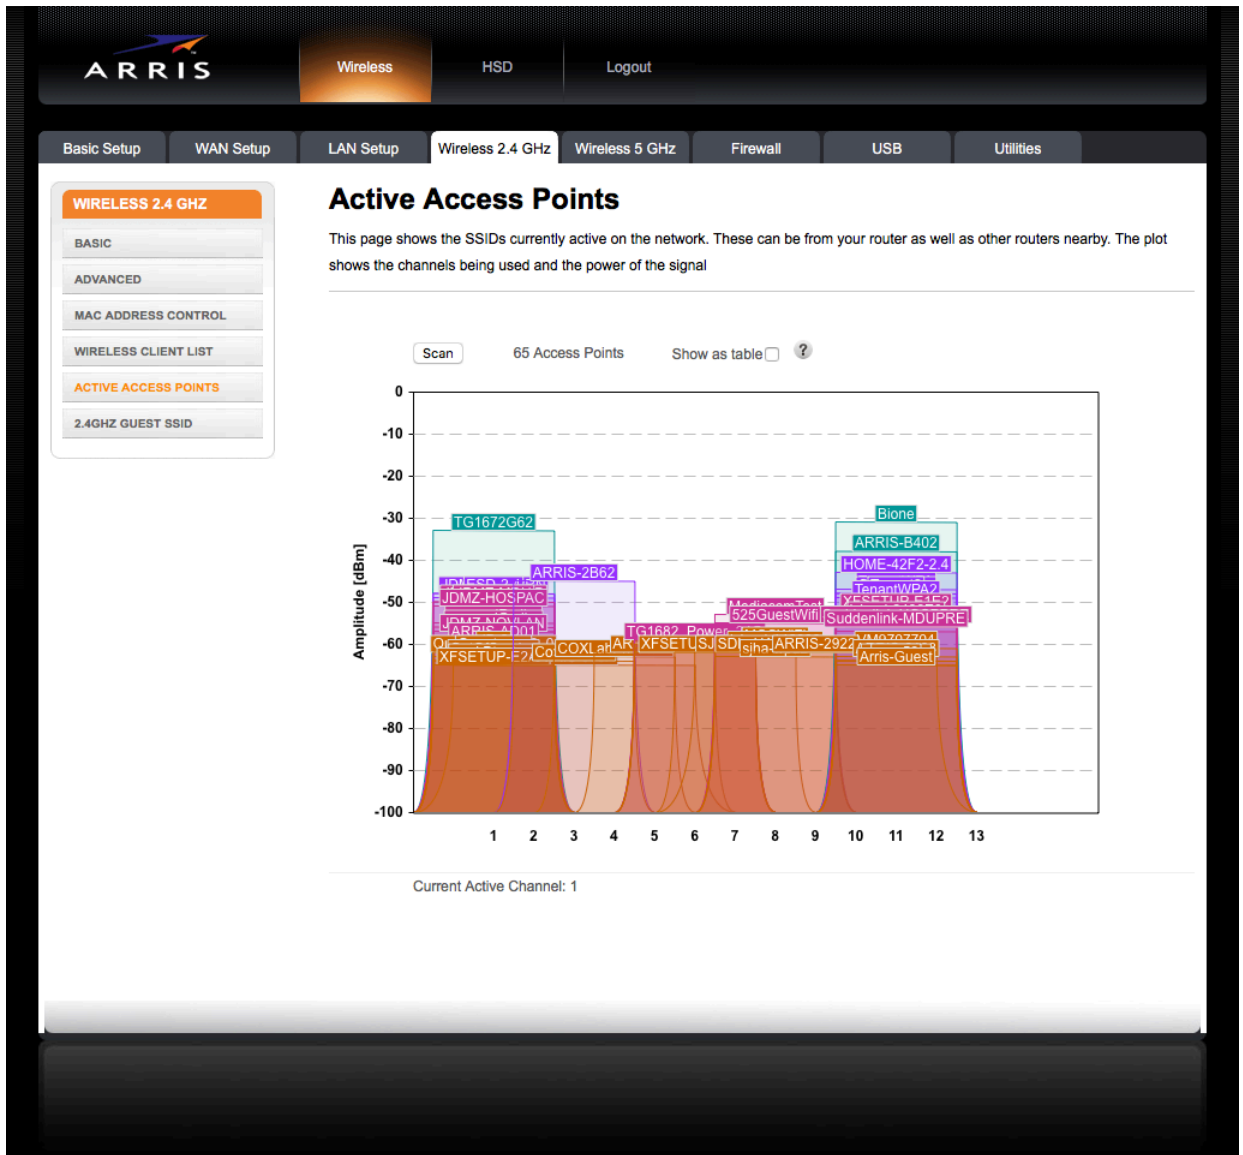 ARRIS
Wireless HSD Logout
Basic Setup WAN Setup LAN Setup Wireless 2.4 GHz Wireless 5 GHz Firewall USB Utilities
WIRELESS 2.4 GHZ
BASIC
ADVANCED
MAC ADDRESS CONTROL
WIRELESS CLIENT LIST
ACTIVE ACCESS POINTS
2.4GHZ GUEST SSID
Active Access Points
This page shows the SSIDs currently active on the network. These can be from your router as well as other routers nearby. The plot
shows the channels being used and the power of the signal
Scan 65 Access Points Show as table ?
Amplitude [dBm]
0
-10
-20
-30
-40
-50
-60
-70
-80
-90
-100
TG1672G62
Bione
ARRIS-B402
HOME-42F2-2.4
ARRIS-2B62
TenantWPA2
JDMZ-HOSPAC
525GuestWifi
Suddenlink-MDUPRE
TG1682
ARRIS-AD01
COXLab
XFSETU
ARRIS-2922
Arris-Guest
1 2 3 4 5 6 7 8 9 10 11 12 13
Current Active Channel: 1